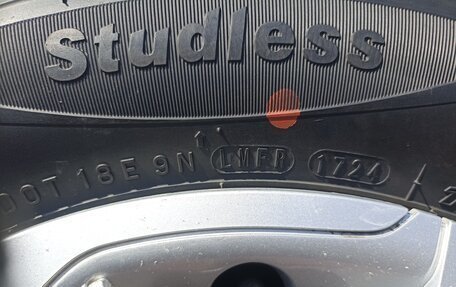 Studless
DOT 18E 9N LMFR 1724